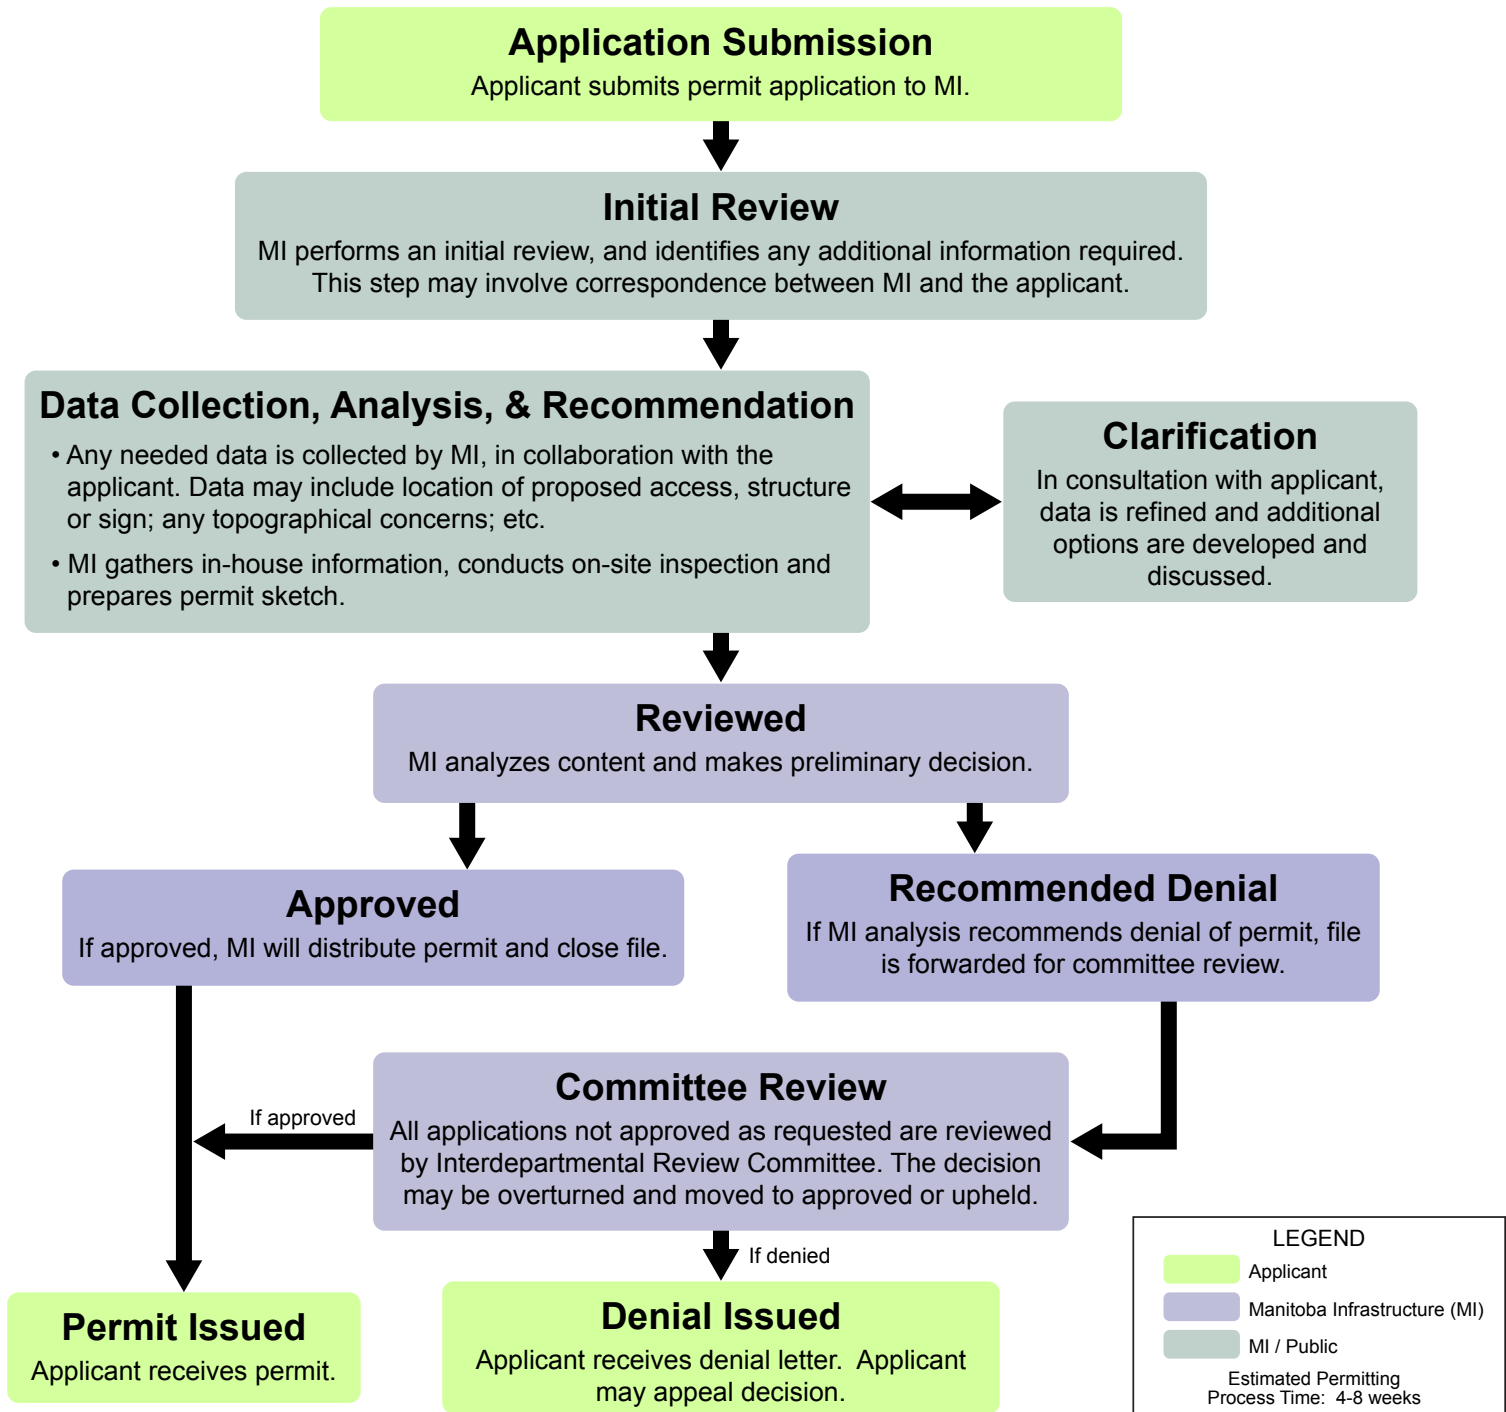 Application Submission
Applicant submits permit application to MI.
Initial Review
MI performs an initial review, and identifies any additional information required.
This step may involve correspondence between MI and the applicant.
Data Collection, Analysis, & Recommendation
• Any needed data is collected by MI, in collaboration with the
applicant. Data may include location of proposed access, structure
or sign; any topographical concerns; etc.
• MI gathers in-house information, conducts on-site inspection and
prepares permit sketch.
Clarification
In consultation with applicant,
data is refined and additional
options are developed and
discussed.
Reviewed
MI analyzes content and makes preliminary decision.
Approved
If approved, MI will distribute permit and close file.
Recommended Denial
If MI analysis recommends denial of permit, file
is forwarded for committee review.
Committee Review
All applications not approved as requested are reviewed
by Interdepartmental Review Committee. The decision
may be overturned and moved to approved or upheld.
If approved
If denied
Permit Issued
Applicant receives permit.
Denial Issued
Applicant receives denial letter.  Applicant
may appeal decision.
LEGEND
Applicant
Manitoba Infrastructure (MI)
MI / Public
Estimated Permitting
Process Time:  4-8 weeks